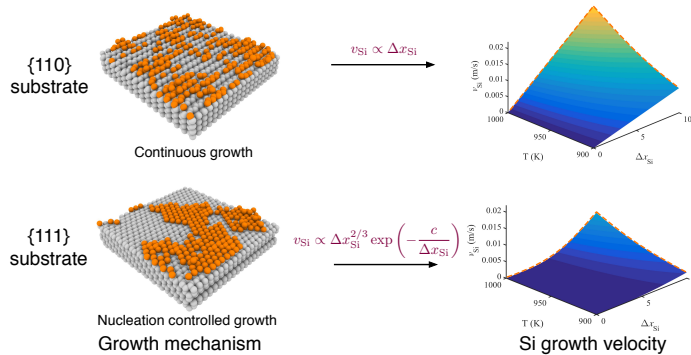 {110}
substrate
Continuous growth
v_Si ∝ Δx_Si
v_Si (m/s)
0.02
0.015
0.01
0.005
0
1000
950
900
T (K)
0
5
10
Δx_Si
{111}
substrate
Nucleation controlled growth
v_Si ∝ Δx_Si^{2/3} exp(−c/Δx_Si)
v_Si (m/s)
0.02
0.015
0.01
0.005
0
1000
950
900
T (K)
0
5
Δx_Si
Growth mechanism
Si growth velocity